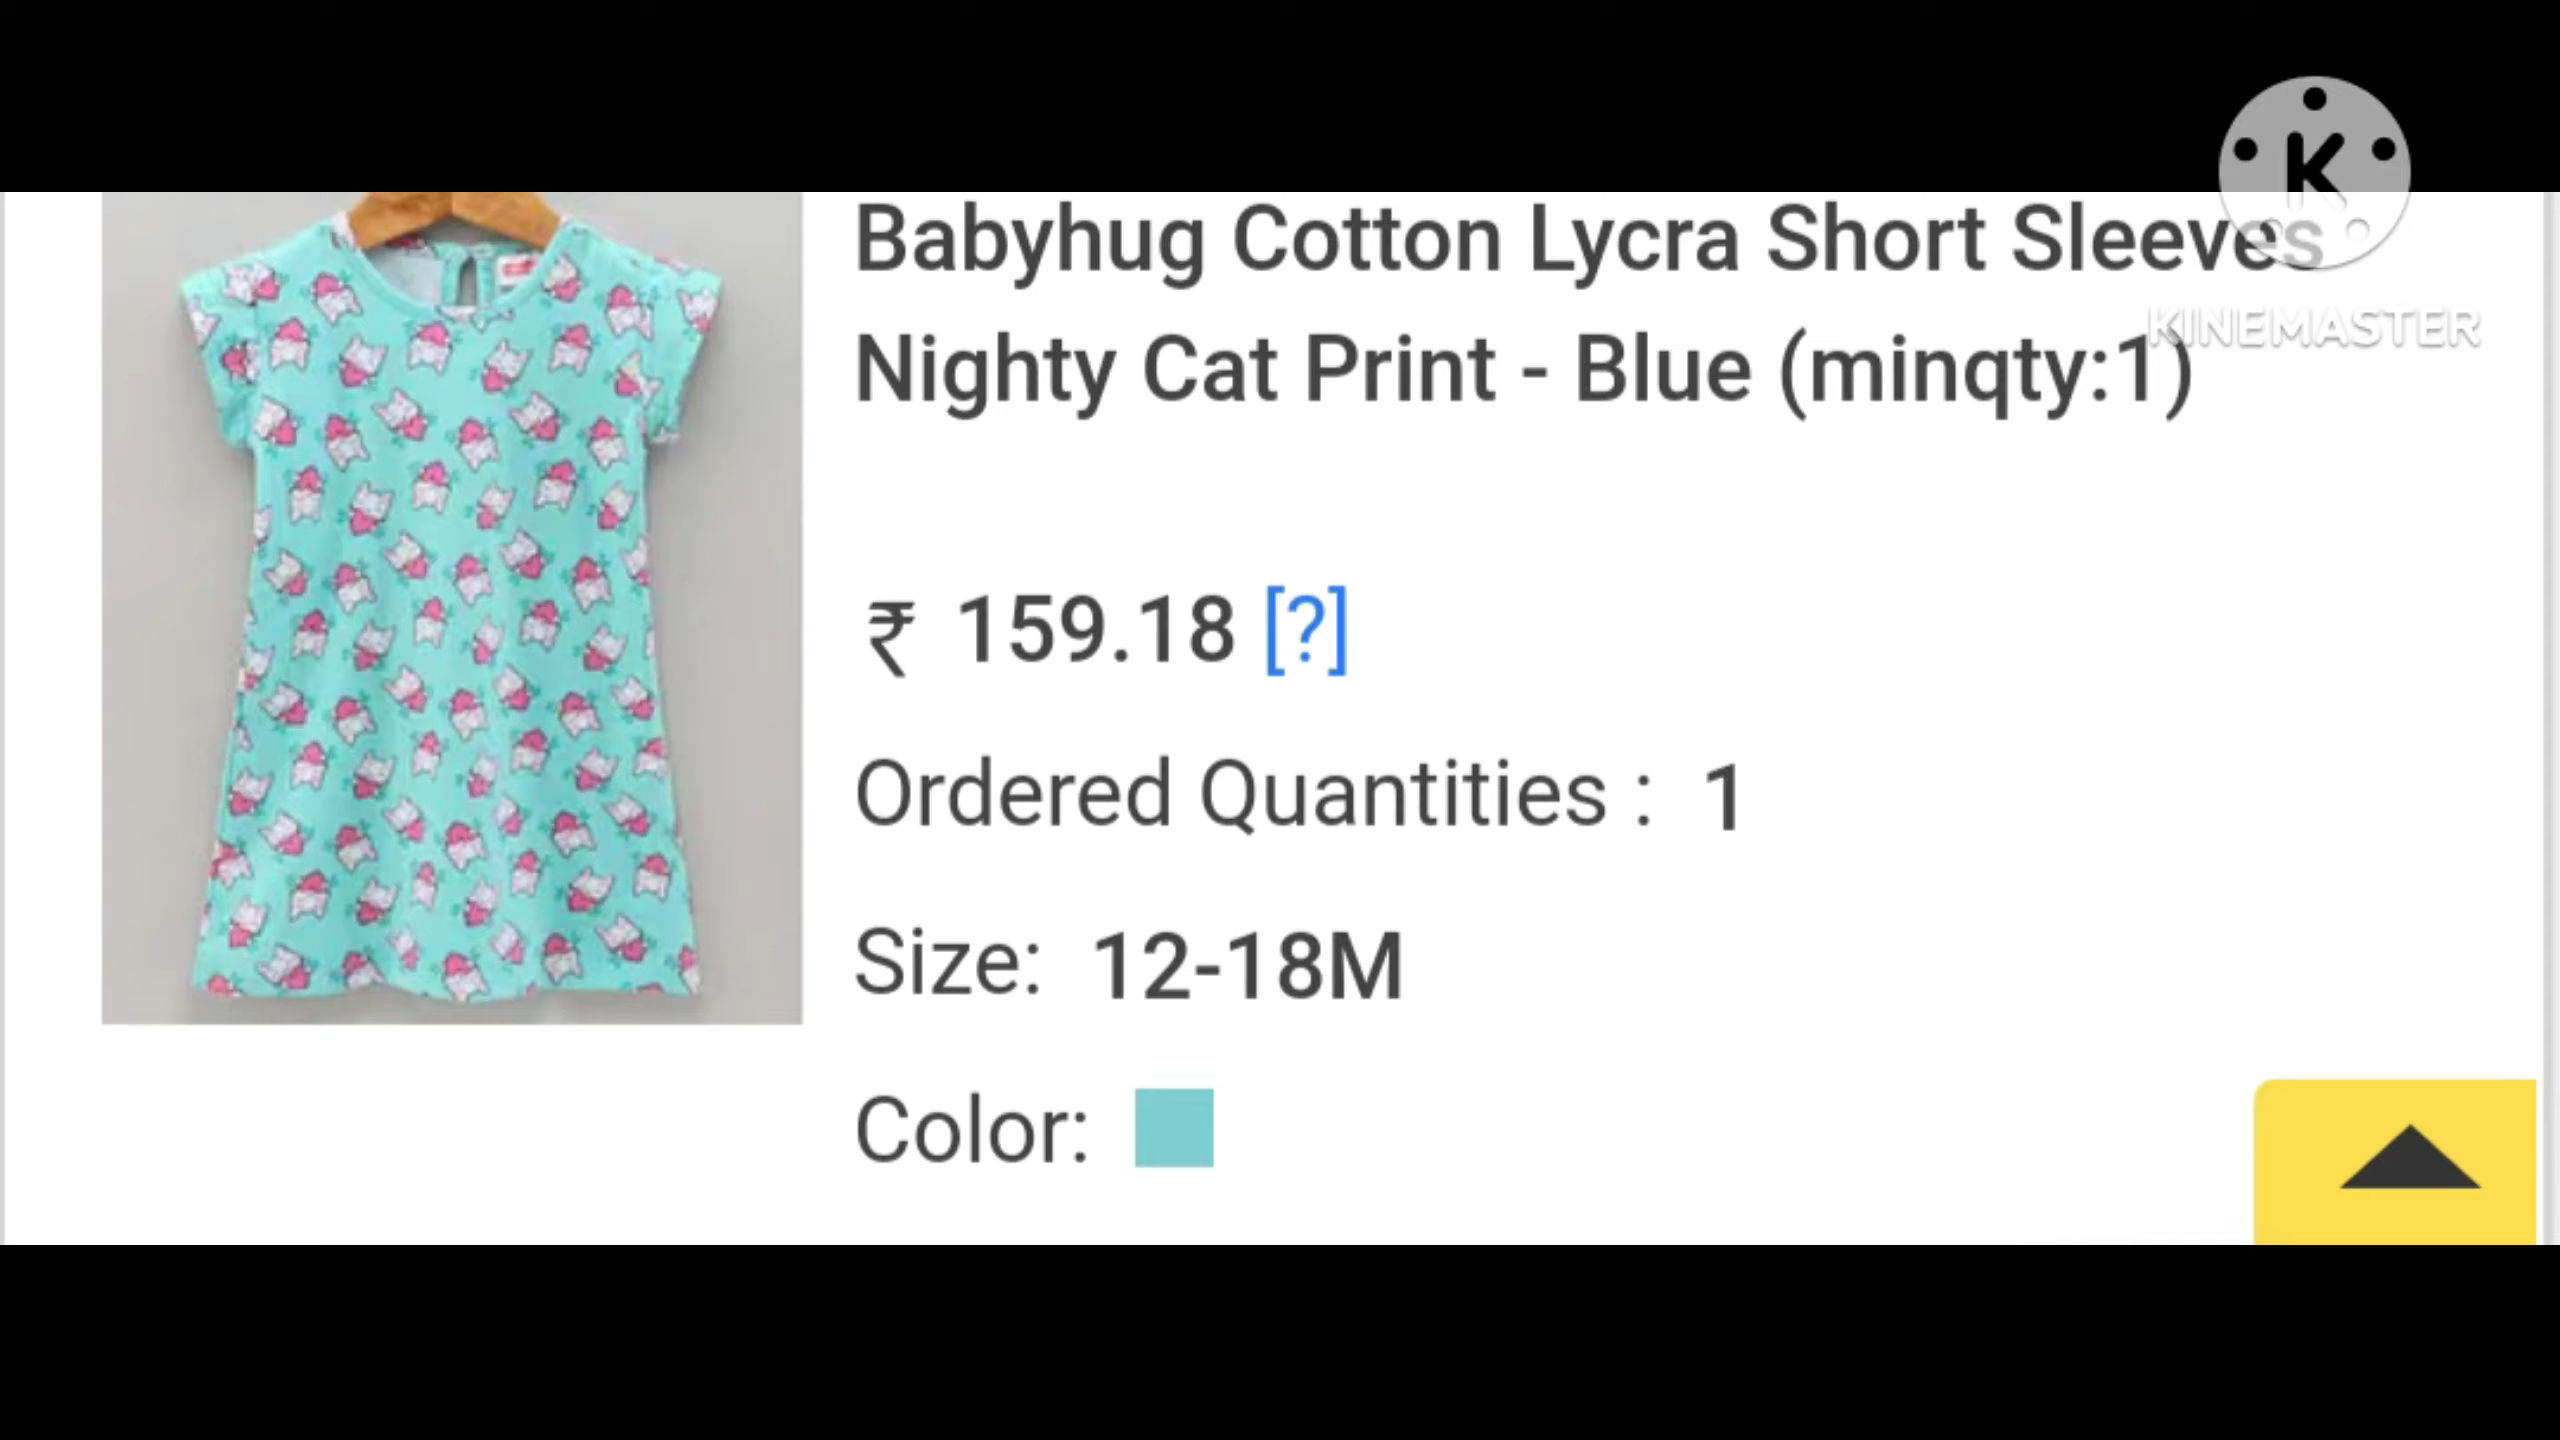 K
KINEMASTER
Babyhug Cotton Lycra Short Sleeves
Nighty Cat Print - Blue (minqty:1)
₹ 159.18 [?]
Ordered Quantities : 1
Size: 12-18M
Color: